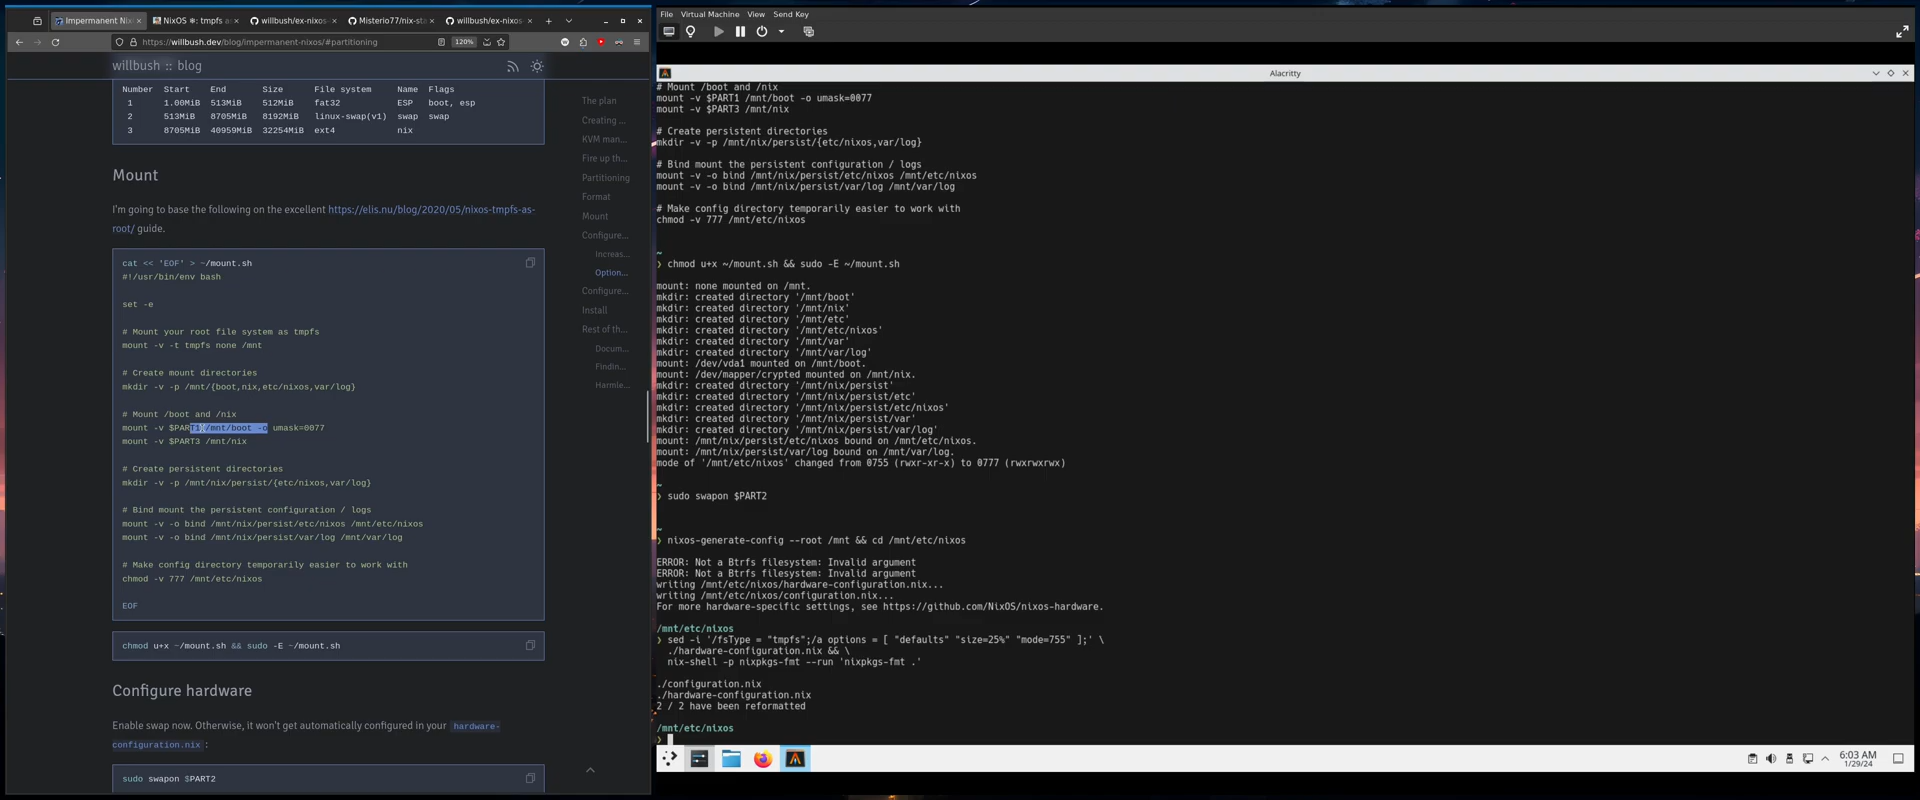 Impermanent Nix
NixOS ❄: tmpfs a
willbush/ex-nixos
Misterio77/nix-sta
willbush/ex-nixos
https://willbush.dev/blog/impermanent-nixos/#partitioning
120%
willbush :: blog
Number Start End Size File system Name Flags
1 1.00MiB 513MiB 512MiB fat32 ESP boot, esp
2 513MiB 8705MiB 8192MiB linux-swap(v1) swap swap
3 8705MiB 40959MiB 32254MiB ext4 nix
Mount
I'm going to base the following on the excellent https://elis.nu/blog/2020/05/nixos-tmpfs-as-
root/ guide.
cat << 'EOF' > ~/mount.sh
#!/usr/bin/env bash
set -e
# Mount your root file system as tmpfs
mount -v -t tmpfs none /mnt
# Create mount directories
mkdir -v -p /mnt/{boot,nix,etc/nixos,var/log}
# Mount /boot and /nix
mount -v $PART1 /mnt/boot -o umask=0077
mount -v $PART3 /mnt/nix
# Create persistent directories
mkdir -v -p /mnt/nix/persist/{etc/nixos,var/log}
# Bind mount the persistent configuration / logs
mount -v -o bind /mnt/nix/persist/etc/nixos /mnt/etc/nixos
mount -v -o bind /mnt/nix/persist/var/log /mnt/var/log
# Make config directory temporarily easier to work with
chmod -v 777 /mnt/etc/nixos
EOF
chmod u+x ~/mount.sh && sudo -E ~/mount.sh
Configure hardware
Enable swap now. Otherwise, it won't get automatically configured in your hardware-
configuration.nix :
sudo swapon $PART2
The plan
Creating ...
KVM man...
Fire up th...
Partitioning
Format
Mount
Configure...
Increas...
Option...
Configure...
Install
Rest of th...
Docum...
Findin...
Harmle...
File Virtual Machine View Send Key
Alacritty
# Mount /boot and /nix
mount -v $PART1 /mnt/boot -o umask=0077
mount -v $PART3 /mnt/nix
# Create persistent directories
mkdir -v -p /mnt/nix/persist/{etc/nixos,var/log}
# Bind mount the persistent configuration / logs
mount -v -o bind /mnt/nix/persist/etc/nixos /mnt/etc/nixos
mount -v -o bind /mnt/nix/persist/var/log /mnt/var/log
# Make config directory temporarily easier to work with
chmod -v 777 /mnt/etc/nixos
~
❯ chmod u+x ~/mount.sh && sudo -E ~/mount.sh
mount: none mounted on /mnt.
mkdir: created directory '/mnt/boot'
mkdir: created directory '/mnt/nix'
mkdir: created directory '/mnt/etc'
mkdir: created directory '/mnt/etc/nixos'
mkdir: created directory '/mnt/var'
mkdir: created directory '/mnt/var/log'
mount: /dev/vda1 mounted on /mnt/boot.
mount: /dev/mapper/crypted mounted on /mnt/nix.
mkdir: created directory '/mnt/nix/persist'
mkdir: created directory '/mnt/nix/persist/etc'
mkdir: created directory '/mnt/nix/persist/etc/nixos'
mkdir: created directory '/mnt/nix/persist/var'
mkdir: created directory '/mnt/nix/persist/var/log'
mount: /mnt/nix/persist/etc/nixos bound on /mnt/etc/nixos.
mount: /mnt/nix/persist/var/log bound on /mnt/var/log.
mode of '/mnt/etc/nixos' changed from 0755 (rwxr-xr-x) to 0777 (rwxrwxrwx)
~
❯ sudo swapon $PART2
~
❯ nixos-generate-config --root /mnt && cd /mnt/etc/nixos
ERROR: Not a Btrfs filesystem: Invalid argument
ERROR: Not a Btrfs filesystem: Invalid argument
writing /mnt/etc/nixos/hardware-configuration.nix...
writing /mnt/etc/nixos/configuration.nix...
For more hardware-specific settings, see https://github.com/NixOS/nixos-hardware.
/mnt/etc/nixos
❯ sed -i '/fsType = "tmpfs";/a options = [ "defaults" "size=25%" "mode=755" ];' \
./hardware-configuration.nix && \
nix-shell -p nixpkgs-fmt --run 'nixpkgs-fmt .'
./configuration.nix
./hardware-configuration.nix
2 / 2 have been reformatted
/mnt/etc/nixos
❯
6:03 AM
1/29/24